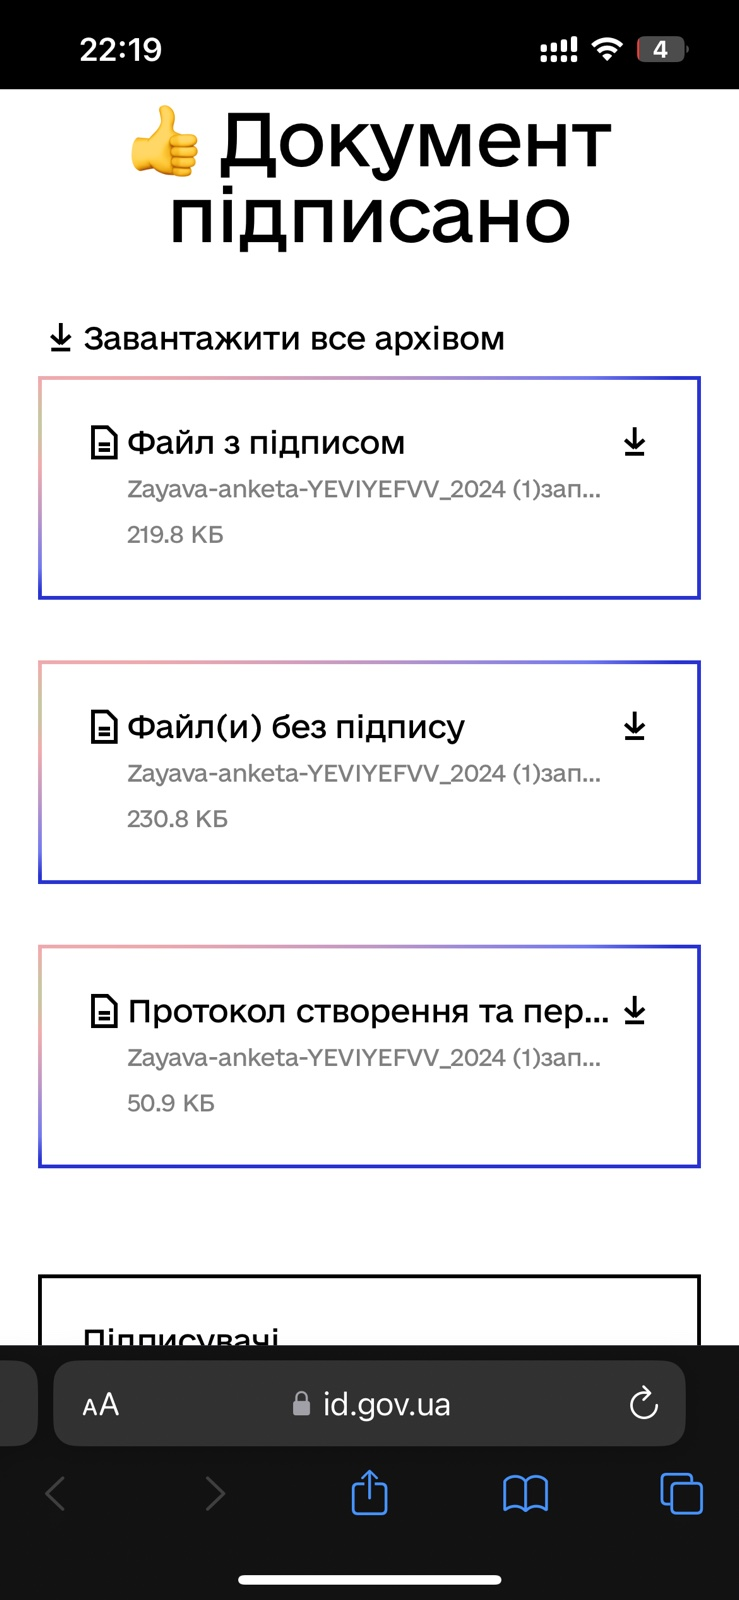 22:19
4
👍 Документ
підписано
Завантажити все архівом
Файл з підписом
Zayava-anketa-YEVIYEFVV_2024 (1)зап...
219.8 КБ
Файл(и) без підпису
Zayava-anketa-YEVIYEFVV_2024 (1)зап...
230.8 КБ
Протокол створення та пер...
Zayava-anketa-YEVIYEFVV_2024 (1)зап...
50.9 КБ
Підписувачі
AA
id.gov.ua